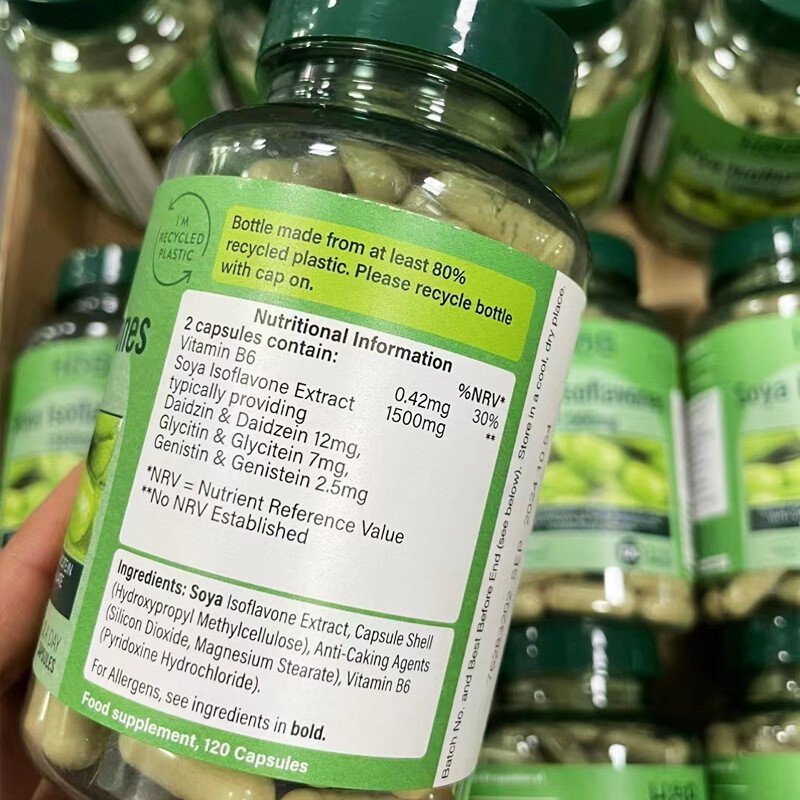 I'M
RECYCLED
PLASTIC
Bottle made from at least 80%
recycled plastic. Please recycle bottle
with cap on.
Nutritional Information
2 capsules contain: %NRV*
Vitamin B6 0.42mg 30%
Soya Isoflavone Extract 1500mg **
typically providing
Daidzin & Daidzein 12mg,
Glycitin & Glycitein 7mg,
Genistin & Genistein 2.5mg
*NRV = Nutrient Reference Value
**No NRV Established
Ingredients: Soya Isoflavone Extract, Capsule Shell
(Hydroxypropyl Methylcellulose), Anti-Caking Agents
(Silicon Dioxide, Magnesium Stearate), Vitamin B6
(Pyridoxine Hydrochloride).
For Allergens, see ingredients in bold.
Food supplement, 120 Capsules
Batch No. and Best Before End (see below). Store in a cool, dry place.
SEP 2024 10:54
A DAY
Soya